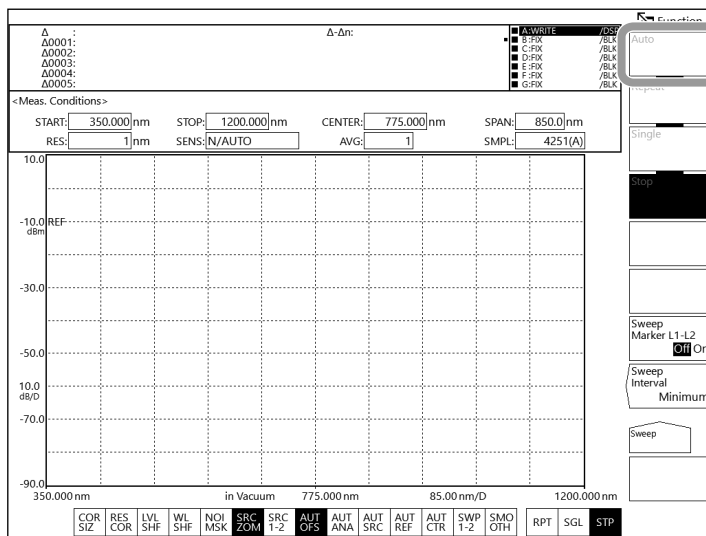 Function
Δ :
Δ0001:
Δ0002:
Δ0003:
Δ0004:
Δ0005:
Δ-Δn:
A:WRITE /DSP
B:FIX /BLK
C:FIX /BLK
D:FIX /BLK
E:FIX /BLK
F:FIX /BLK
G:FIX /BLK
<Meas. Conditions>
START: 350.000 nm STOP: 1200.000 nm CENTER: 775.000 nm SPAN: 850.0 nm
RES: 1 nm SENS: N/AUTO AVG: 1 SMPL: 4251(A)
10.0
-10.0 REF
dBm
-30.0
-50.0
10.0
dB/D
-70.0
-90.0
350.000 nm in Vacuum 775.000 nm 85.00 nm/D 1200.000 nm
COR SIZ
RES COR
LVL SHF
WL SHF
NOI MSK
SRC ZOM
SRC 1-2
AUT OFS
AUT ANA
AUT SRC
AUT REF
AUT CTR
SWP 1-2
SMO OTH
RPT
SGL
STP
Auto
Repeat
Single
Stop
Sweep
Marker L1-L2
Off On
Sweep
Interval
Minimum
Sweep